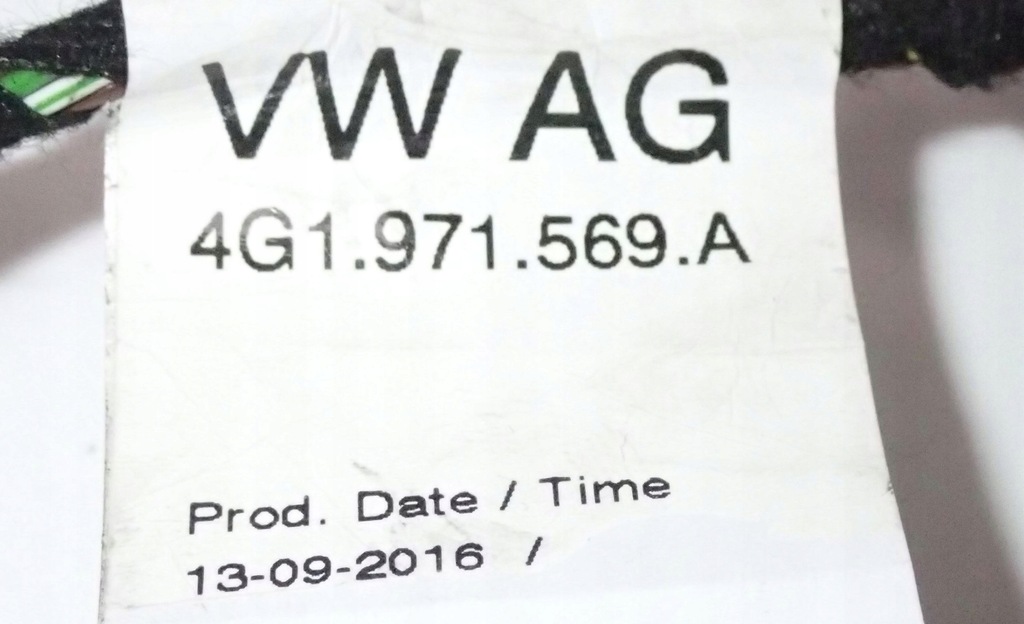 VW AG
4G1.971.569.A
Prod. Date / Time
13-09-2016 /